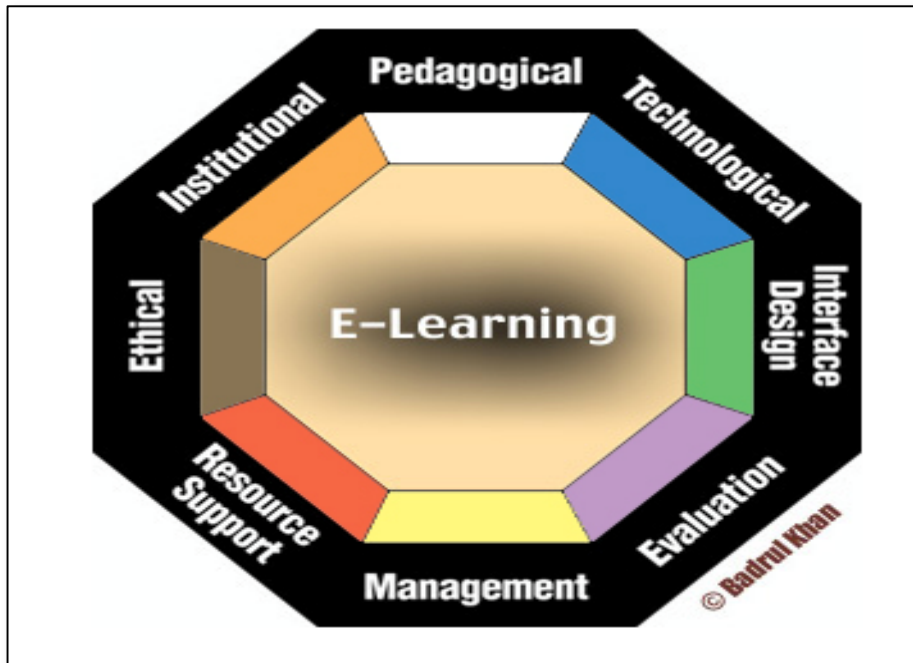 Pedagogical
Technological
Interface
Design
Evaluation
Management
Resource
Support
Ethical
Institutional
E-Learning
© Badrul Khan